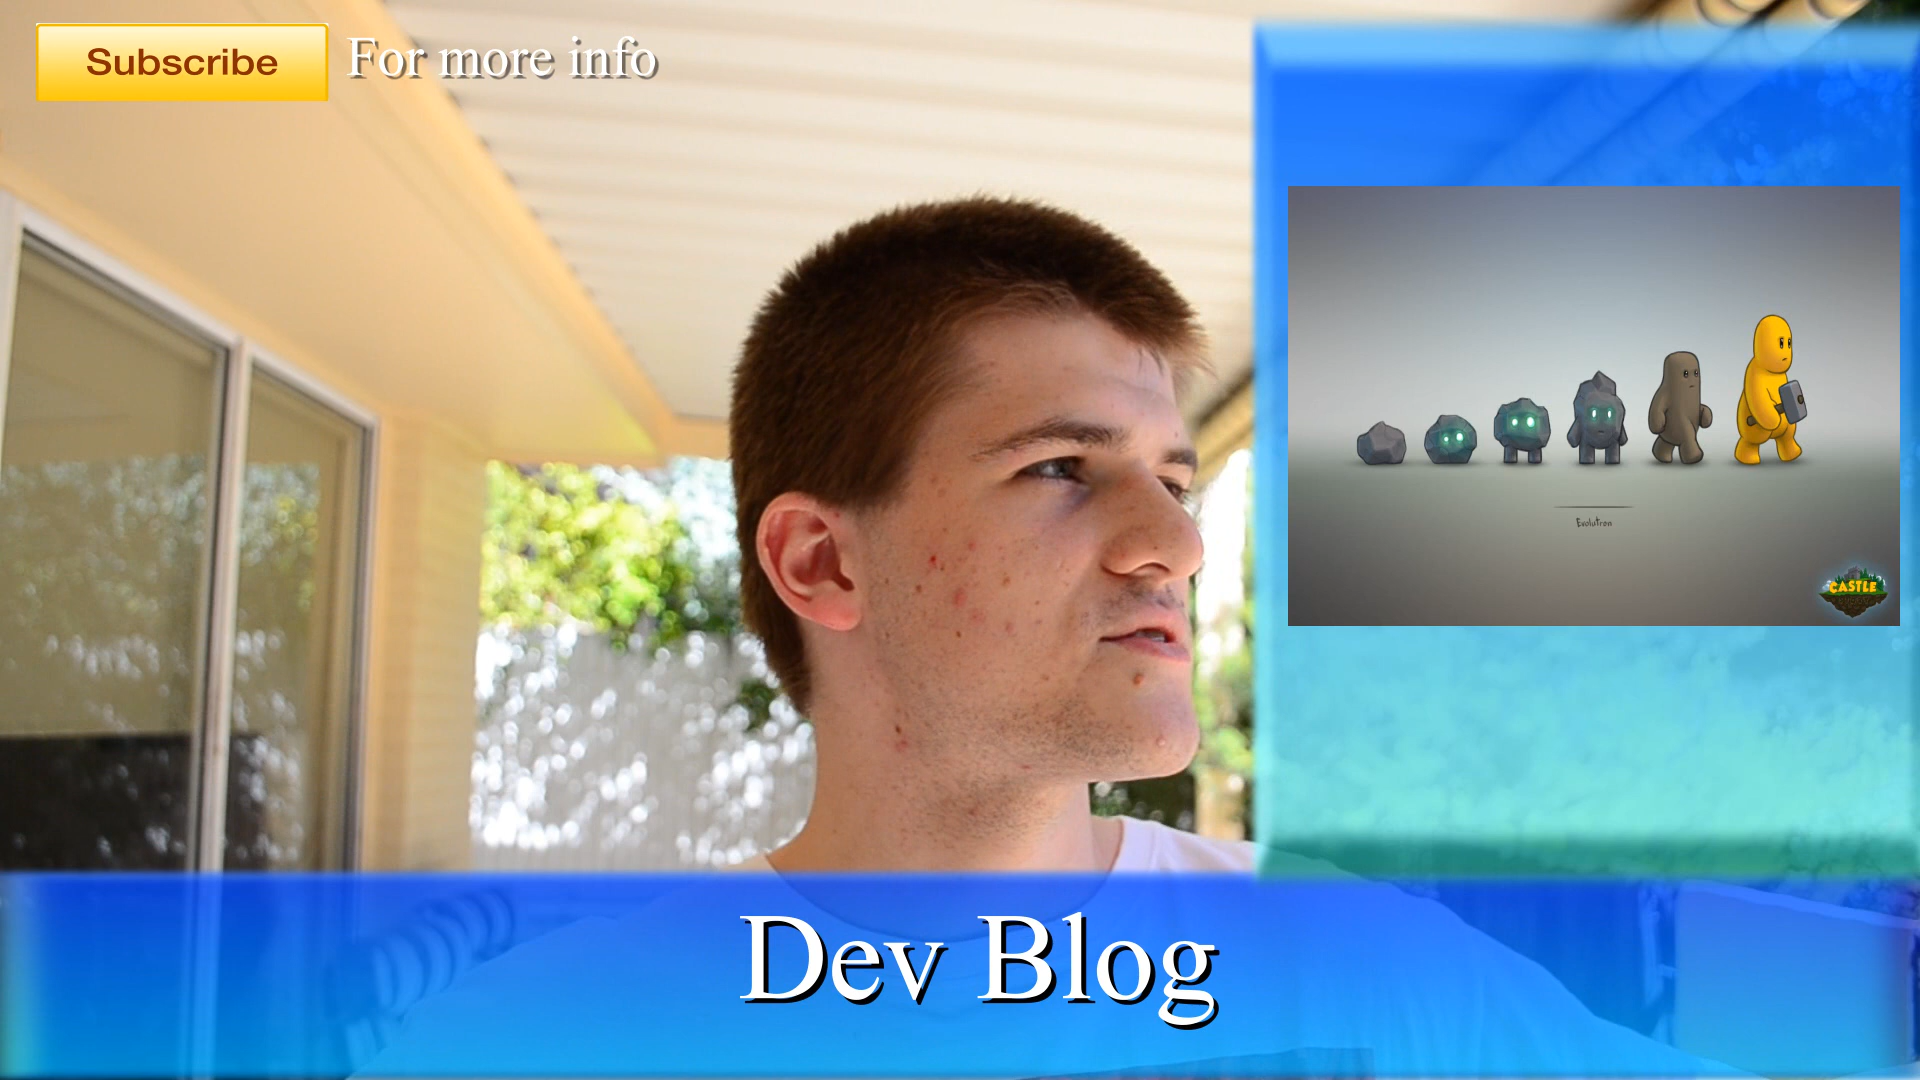 Subscribe
For more info
Evolution
CASTLE
Dev Blog